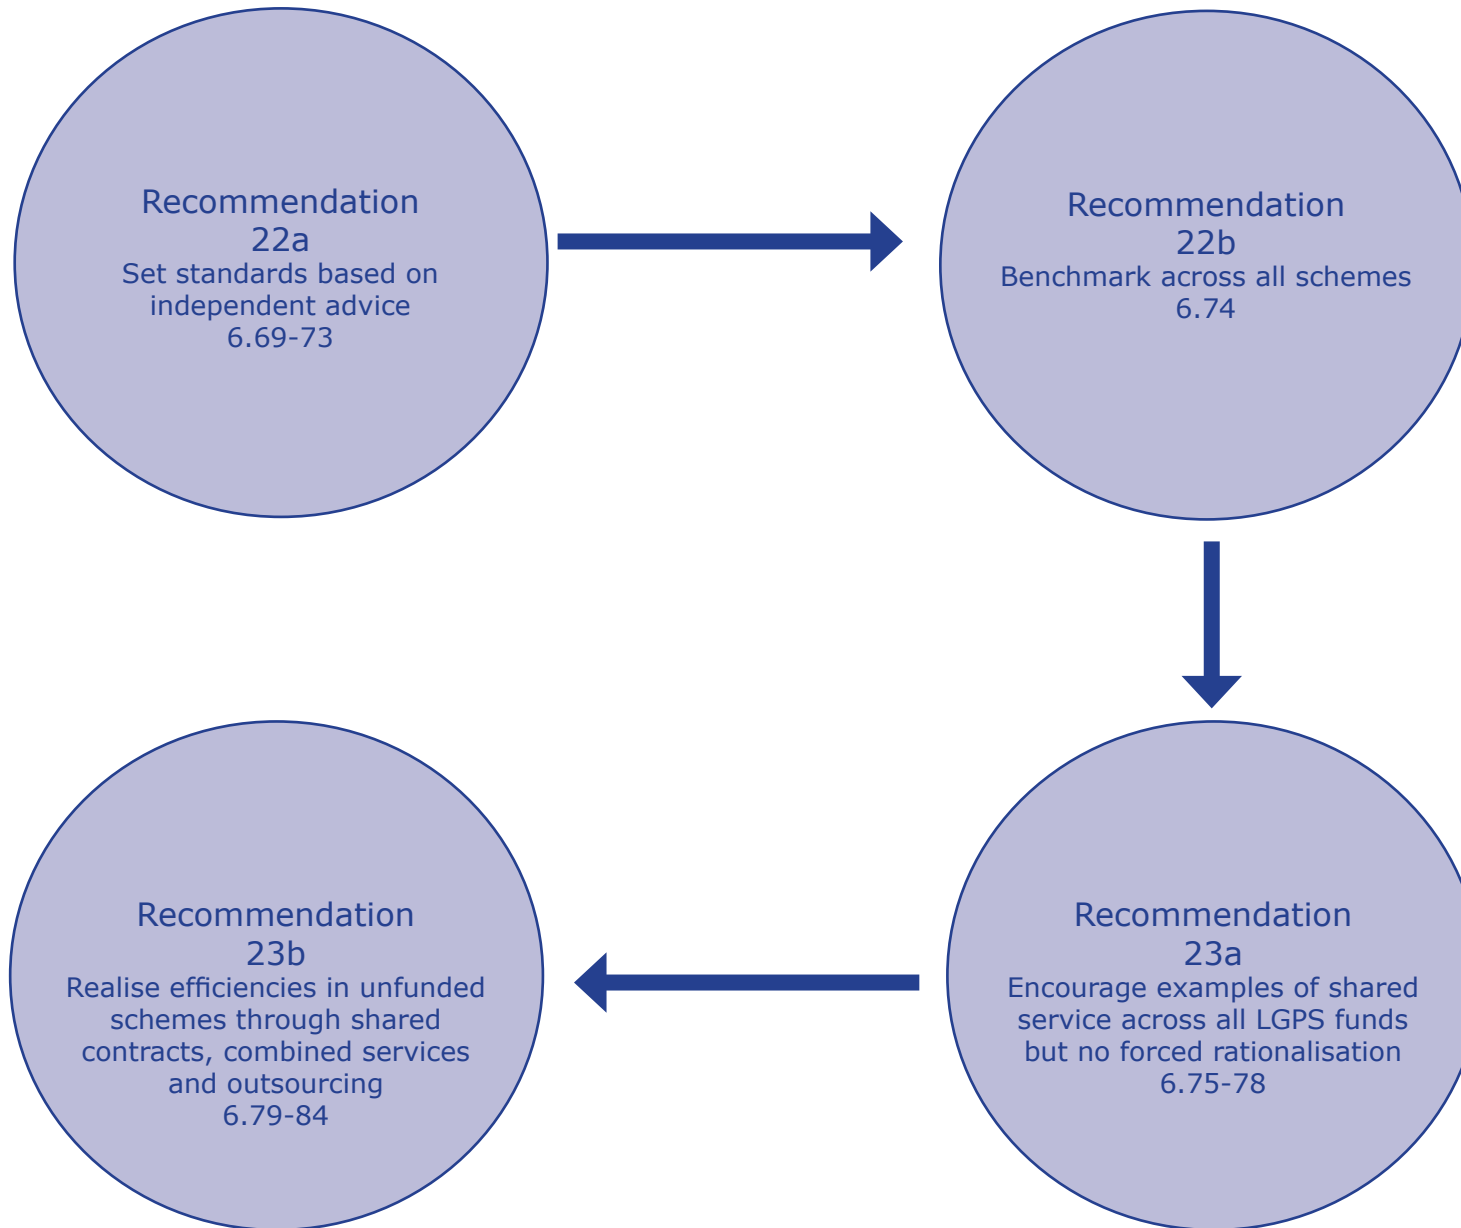 Recommendation
22a
Set standards based on
independent advice
6.69-73
Recommendation
22b
Benchmark across all schemes
6.74
Recommendation
23a
Encourage examples of shared
service across all LGPS funds
but no forced rationalisation
6.75-78
Recommendation
23b
Realise efficiencies in unfunded
schemes through shared
contracts, combined services
and outsourcing
6.79-84